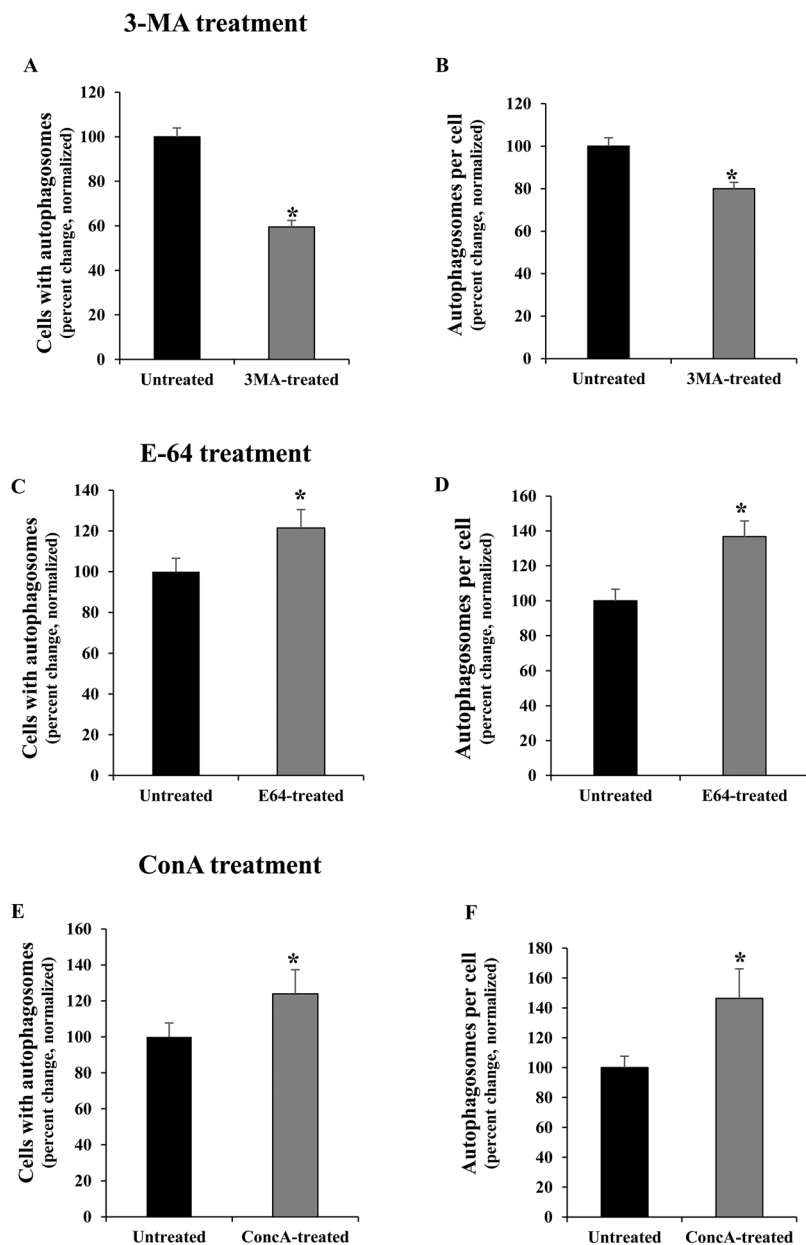 3-MA treatment
A
Cells with autophagosomes
(percent change, normalized)
120
100
80
60
40
20
0
*
Untreated
3MA-treated
B
Autophagosomes per cell
(percent change, normalized)
120
100
80
60
40
20
0
*
Untreated
3MA-treated
E-64 treatment
C
Cells with autophagosomes
(percent change, normalized)
140
120
100
80
60
40
20
0
*
Untreated
E64-treated
D
Autophagosomes per cell
(percent change, normalized)
160
140
120
100
80
60
40
20
0
*
Untreated
E64-treated
ConA treatment
E
Cells with autophagosomes
(percent change, normalized)
160
140
120
100
80
60
40
20
0
*
Untreated
ConcA-treated
F
Autophagosomes per cell
(percent change, normalized)
180
160
140
120
100
80
60
40
20
0
*
Untreated
ConcA-treated